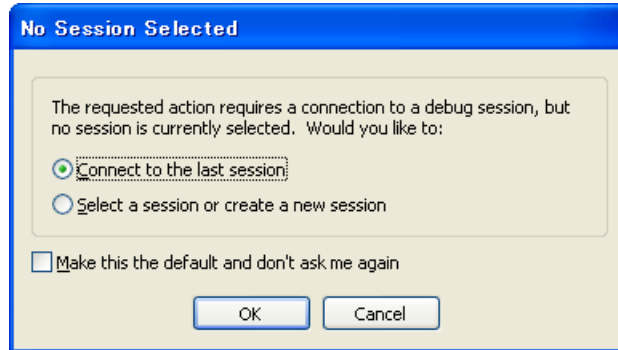 No Session Selected
The requested action requires a connection to a debug session, but
no session is currently selected.  Would you like to:
Connect to the last session
Select a session or create a new session
Make this the default and don't ask me again
OK
Cancel